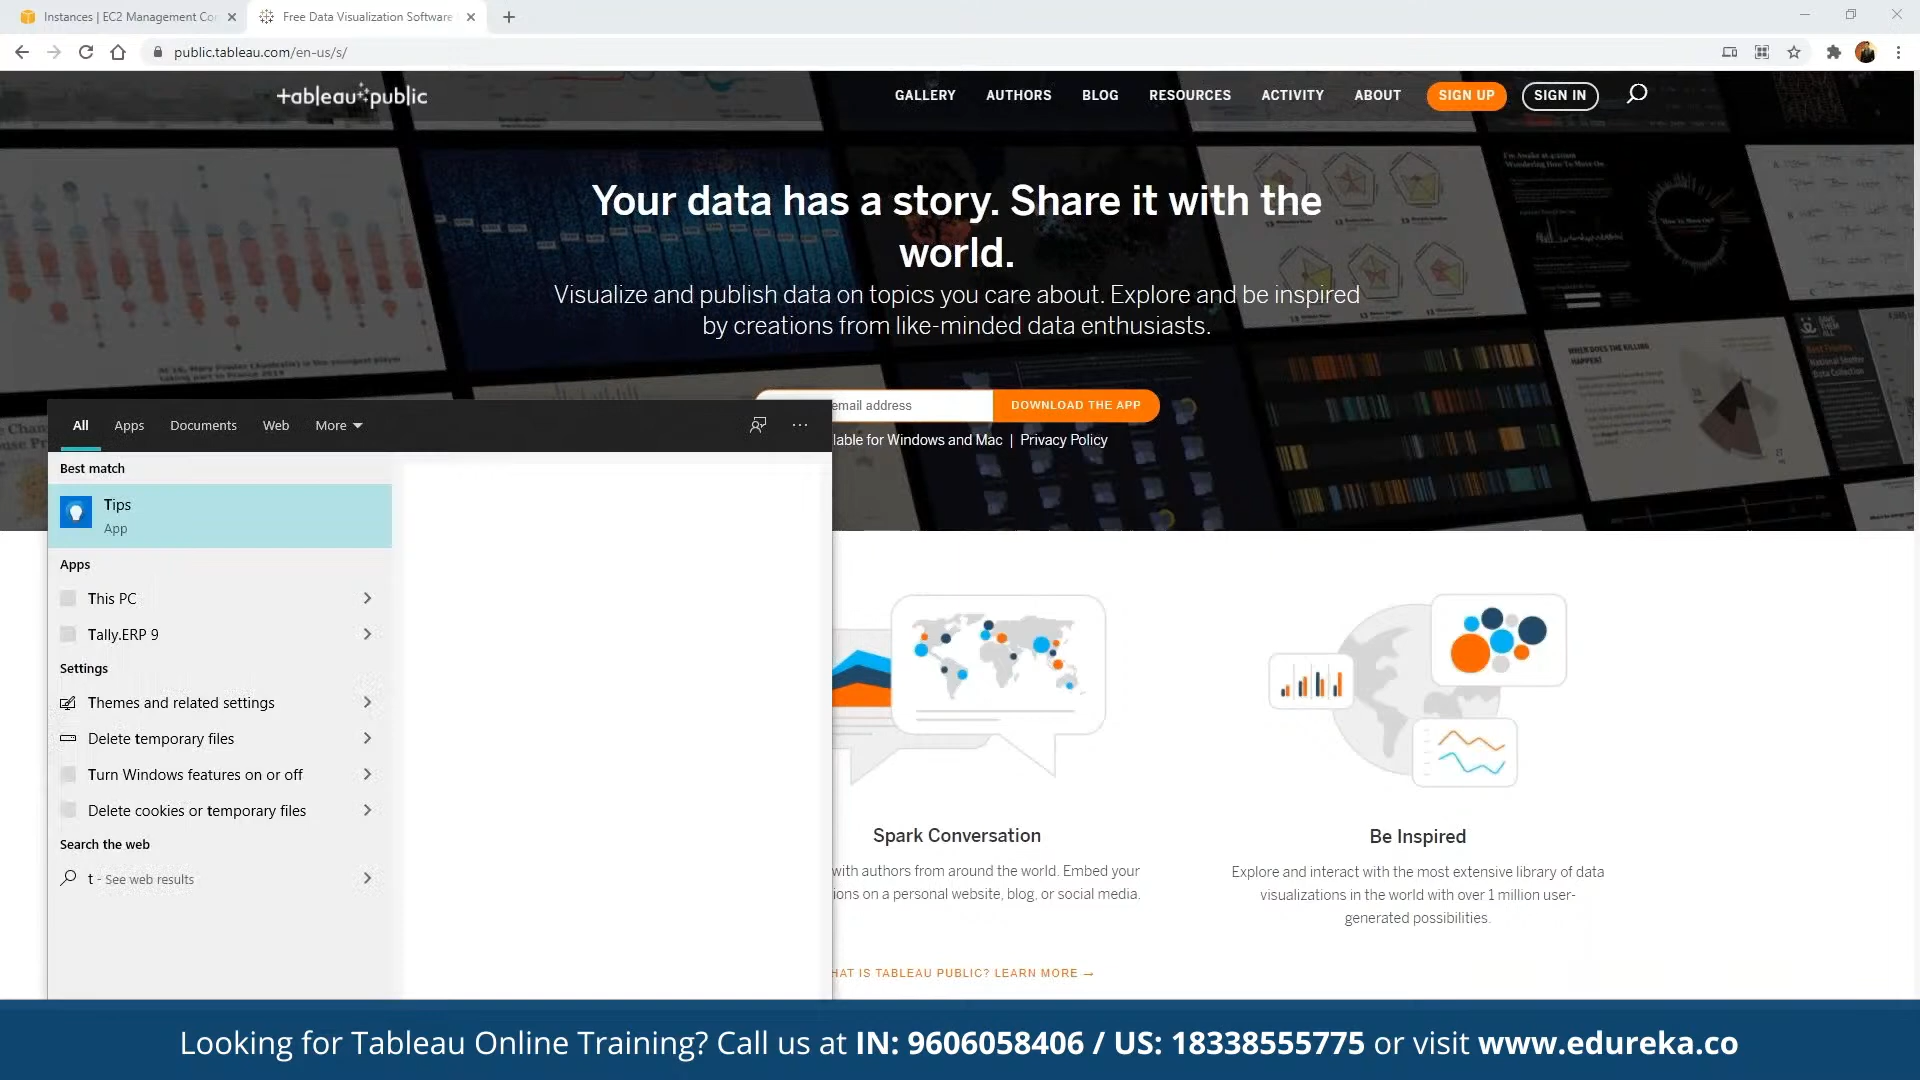 Instances | EC2 Management Co
Free Data Visualization Software
public.tableau.com/en-us/s/
+ableau public
GALLERY
AUTHORS
BLOG
RESOURCES
ACTIVITY
ABOUT
SIGN UP
SIGN IN
Your data has a story. Share it with the
world.
Visualize and publish data on topics you care about. Explore and be inspired
by creations from like-minded data enthusiasts.
email address
DOWNLOAD THE APP
lable for Windows and Mac | Privacy Policy
All
Apps
Documents
Web
More
Best match
Tips
App
Apps
This PC
Tally.ERP 9
Settings
Themes and related settings
Delete temporary files
Turn Windows features on or off
Delete cookies or temporary files
Search the web
t - See web results
Spark Conversation
with authors from around the world. Embed your
ions on a personal website, blog, or social media.
Be Inspired
Explore and interact with the most extensive library of data
visualizations in the world with over 1 million user-
generated possibilities.
HAT IS TABLEAU PUBLIC? LEARN MORE →
Looking for Tableau Online Training? Call us at IN: 9606058406 / US: 18338555775 or visit www.edureka.co